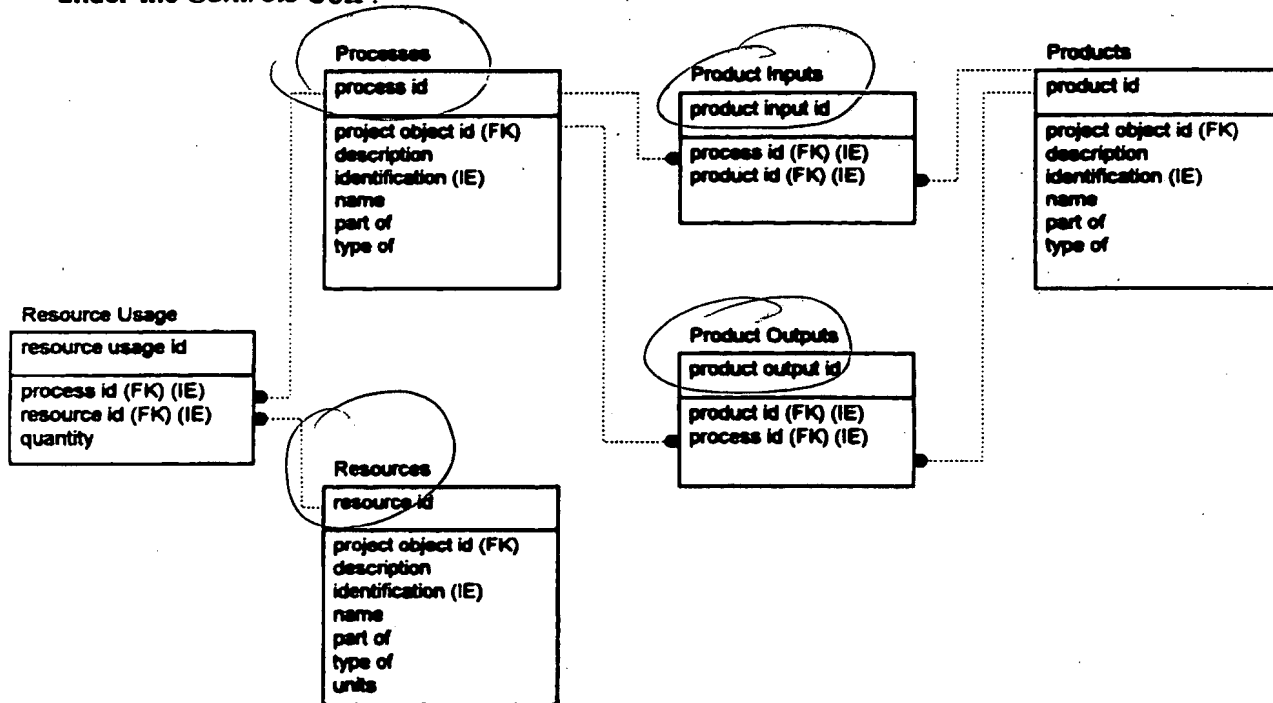 Processes
process id
project object id (FK)
description
identification (IE)
name
part of
type of
Product Inputs
product input id
process id (FK) (IE)
product id (FK) (IE)
Products
product id
project object id (FK)
description
identification (IE)
name
part of
type of
Resource Usage
resource usage id
process id (FK) (IE)
resource id (FK) (IE)
quantity
Product Outputs
product output id
product id (FK) (IE)
process id (FK) (IE)
Resources
resource id
project object id (FK)
description
identification (IE)
name
part of
type of
units